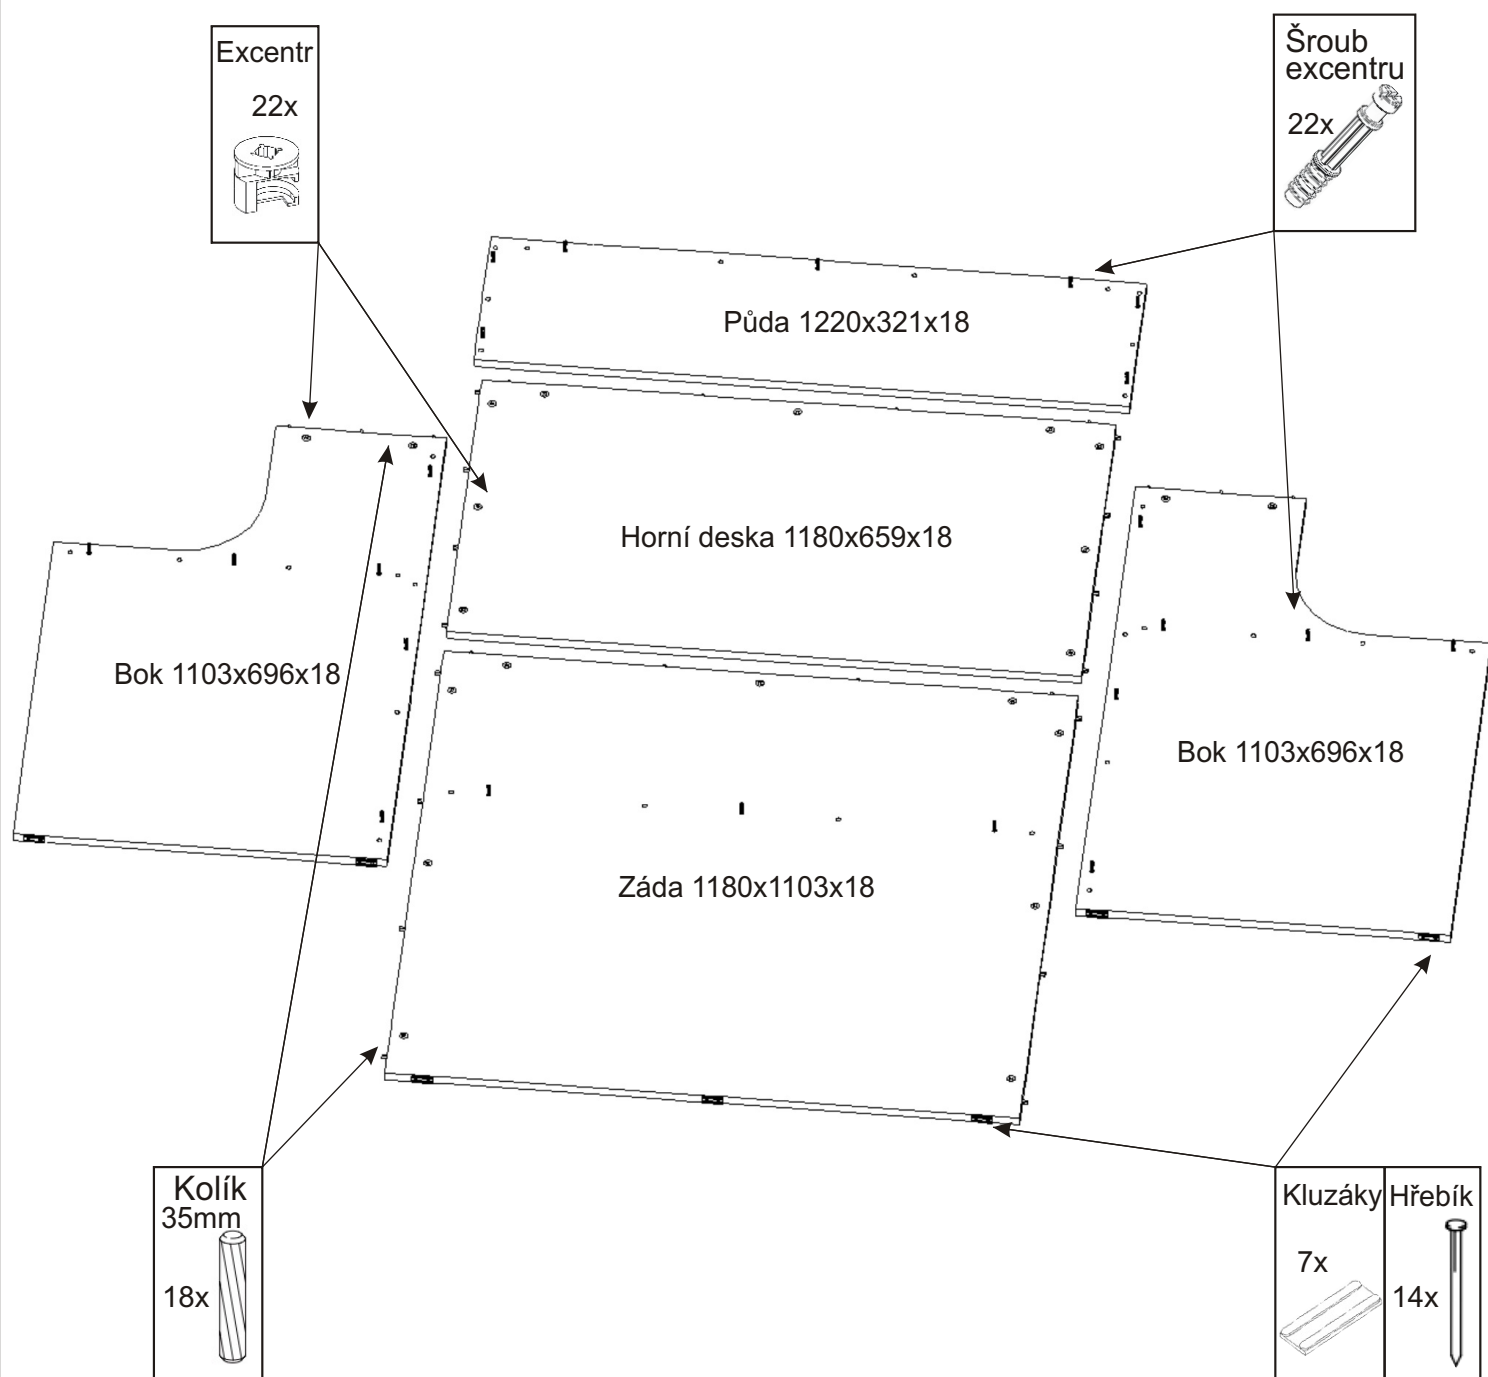 Excentr
22x
Šroub
excentru
22x
Půda 1220x321x18
Horní deska 1180x659x18
Bok 1103x696x18
Bok 1103x696x18
Záda 1180x1103x18
Kolík
35mm
18x
Kluzáky
7x
Hřebík
14x